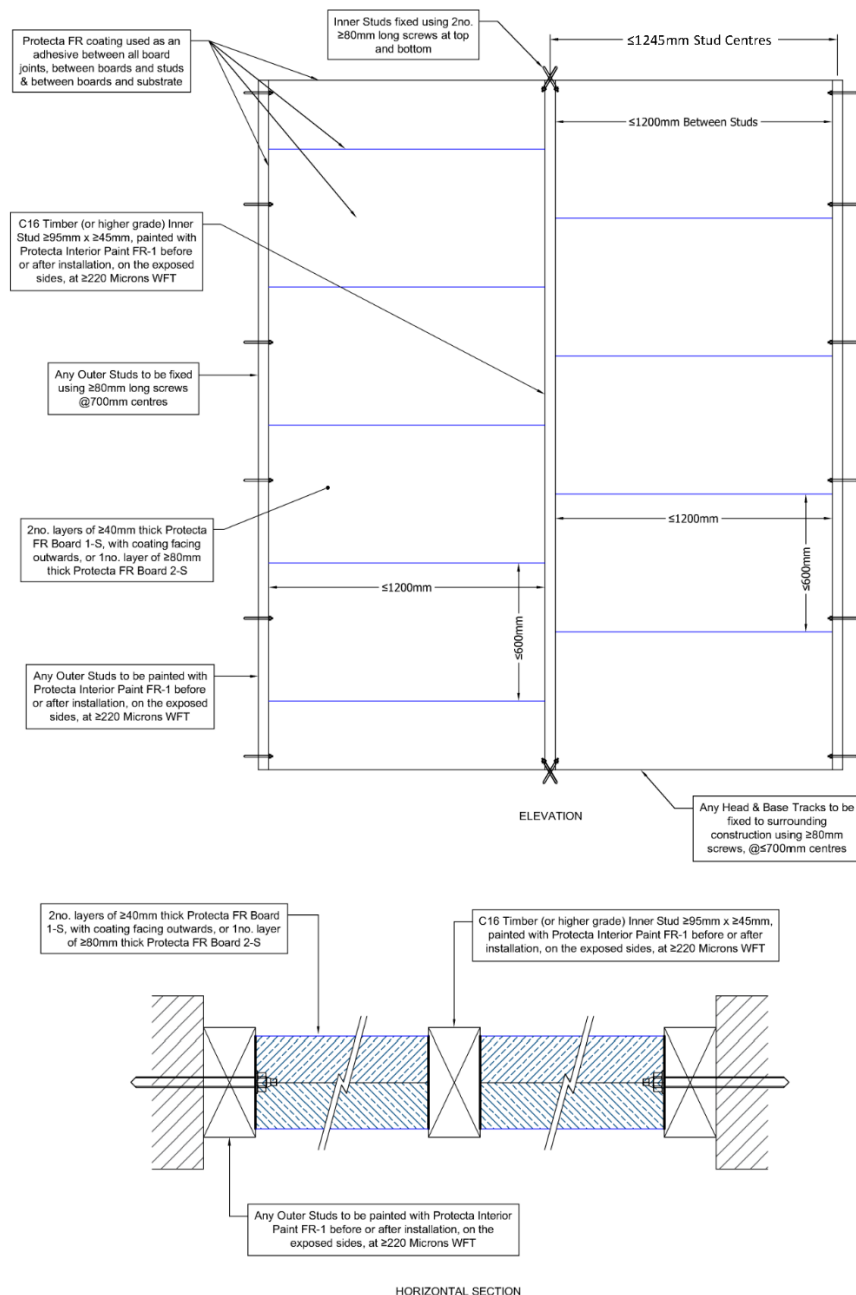 Protecta FR coating used as an
adhesive between all board
joints, between boards and studs
& between boards and substrate
Inner Studs fixed using 2no.
≥80mm long screws at top
and bottom
≤1245mm Stud Centres
≤1200mm Between Studs
C16 Timber (or higher grade) Inner
Stud ≥95mm x ≥45mm, painted with
Protecta Interior Paint FR-1 before
or after installation, on the exposed
sides, at ≥220 Microns WFT
Any Outer Studs to be fixed
using ≥80mm long screws
@700mm centres
2no. layers of ≥40mm thick Protecta
FR Board 1-S, with coating facing
outwards, or 1no. layer of ≥80mm
thick Protecta FR Board 2-S
≤1200mm
≤600mm
≤1200mm
≤600mm
Any Outer Studs to be painted with
Protecta Interior Paint FR-1 before
or after installation, on the exposed
sides, at ≥220 Microns WFT
ELEVATION
Any Head & Base Tracks to be
fixed to surrounding
construction using ≥80mm
screws, @≤700mm centres
2no. layers of ≥40mm thick Protecta FR Board
1-S, with coating facing outwards, or 1no. layer
of ≥80mm thick Protecta FR Board 2-S
C16 Timber (or higher grade) Inner Stud ≥95mm x ≥45mm,
painted with Protecta Interior Paint FR-1 before or after
installation, on the exposed sides, at ≥220 Microns WFT
Any Outer Studs to be painted with Protecta Interior
Paint FR-1 before or after installation, on the
exposed sides, at ≥220 Microns WFT
HORIZONTAL SECTION